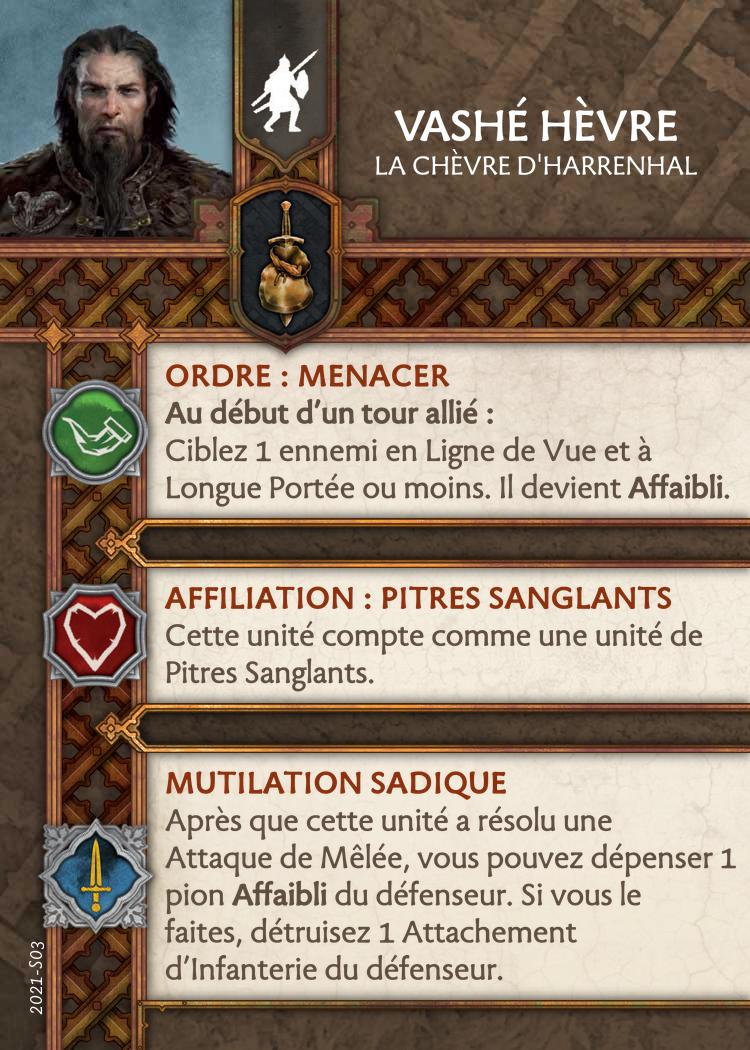 VASHÉ HÈVRE
LA CHÈVRE D'HARRENHAL
ORDRE : MENACER
Au début d'un tour allié :
Ciblez 1 ennemi en Ligne de Vue et à
Longue Portée ou moins. Il devient Affaibli.
AFFILIATION : PITRES SANGLANTS
Cette unité compte comme une unité de
Pitres Sanglants.
MUTILATION SADIQUE
Après que cette unité a résolu une
Attaque de Mêlée, vous pouvez dépenser 1
pion Affaibli du défenseur. Si vous le
faites, détruisez 1 Attachement
d'Infanterie du défenseur.
2021-S03